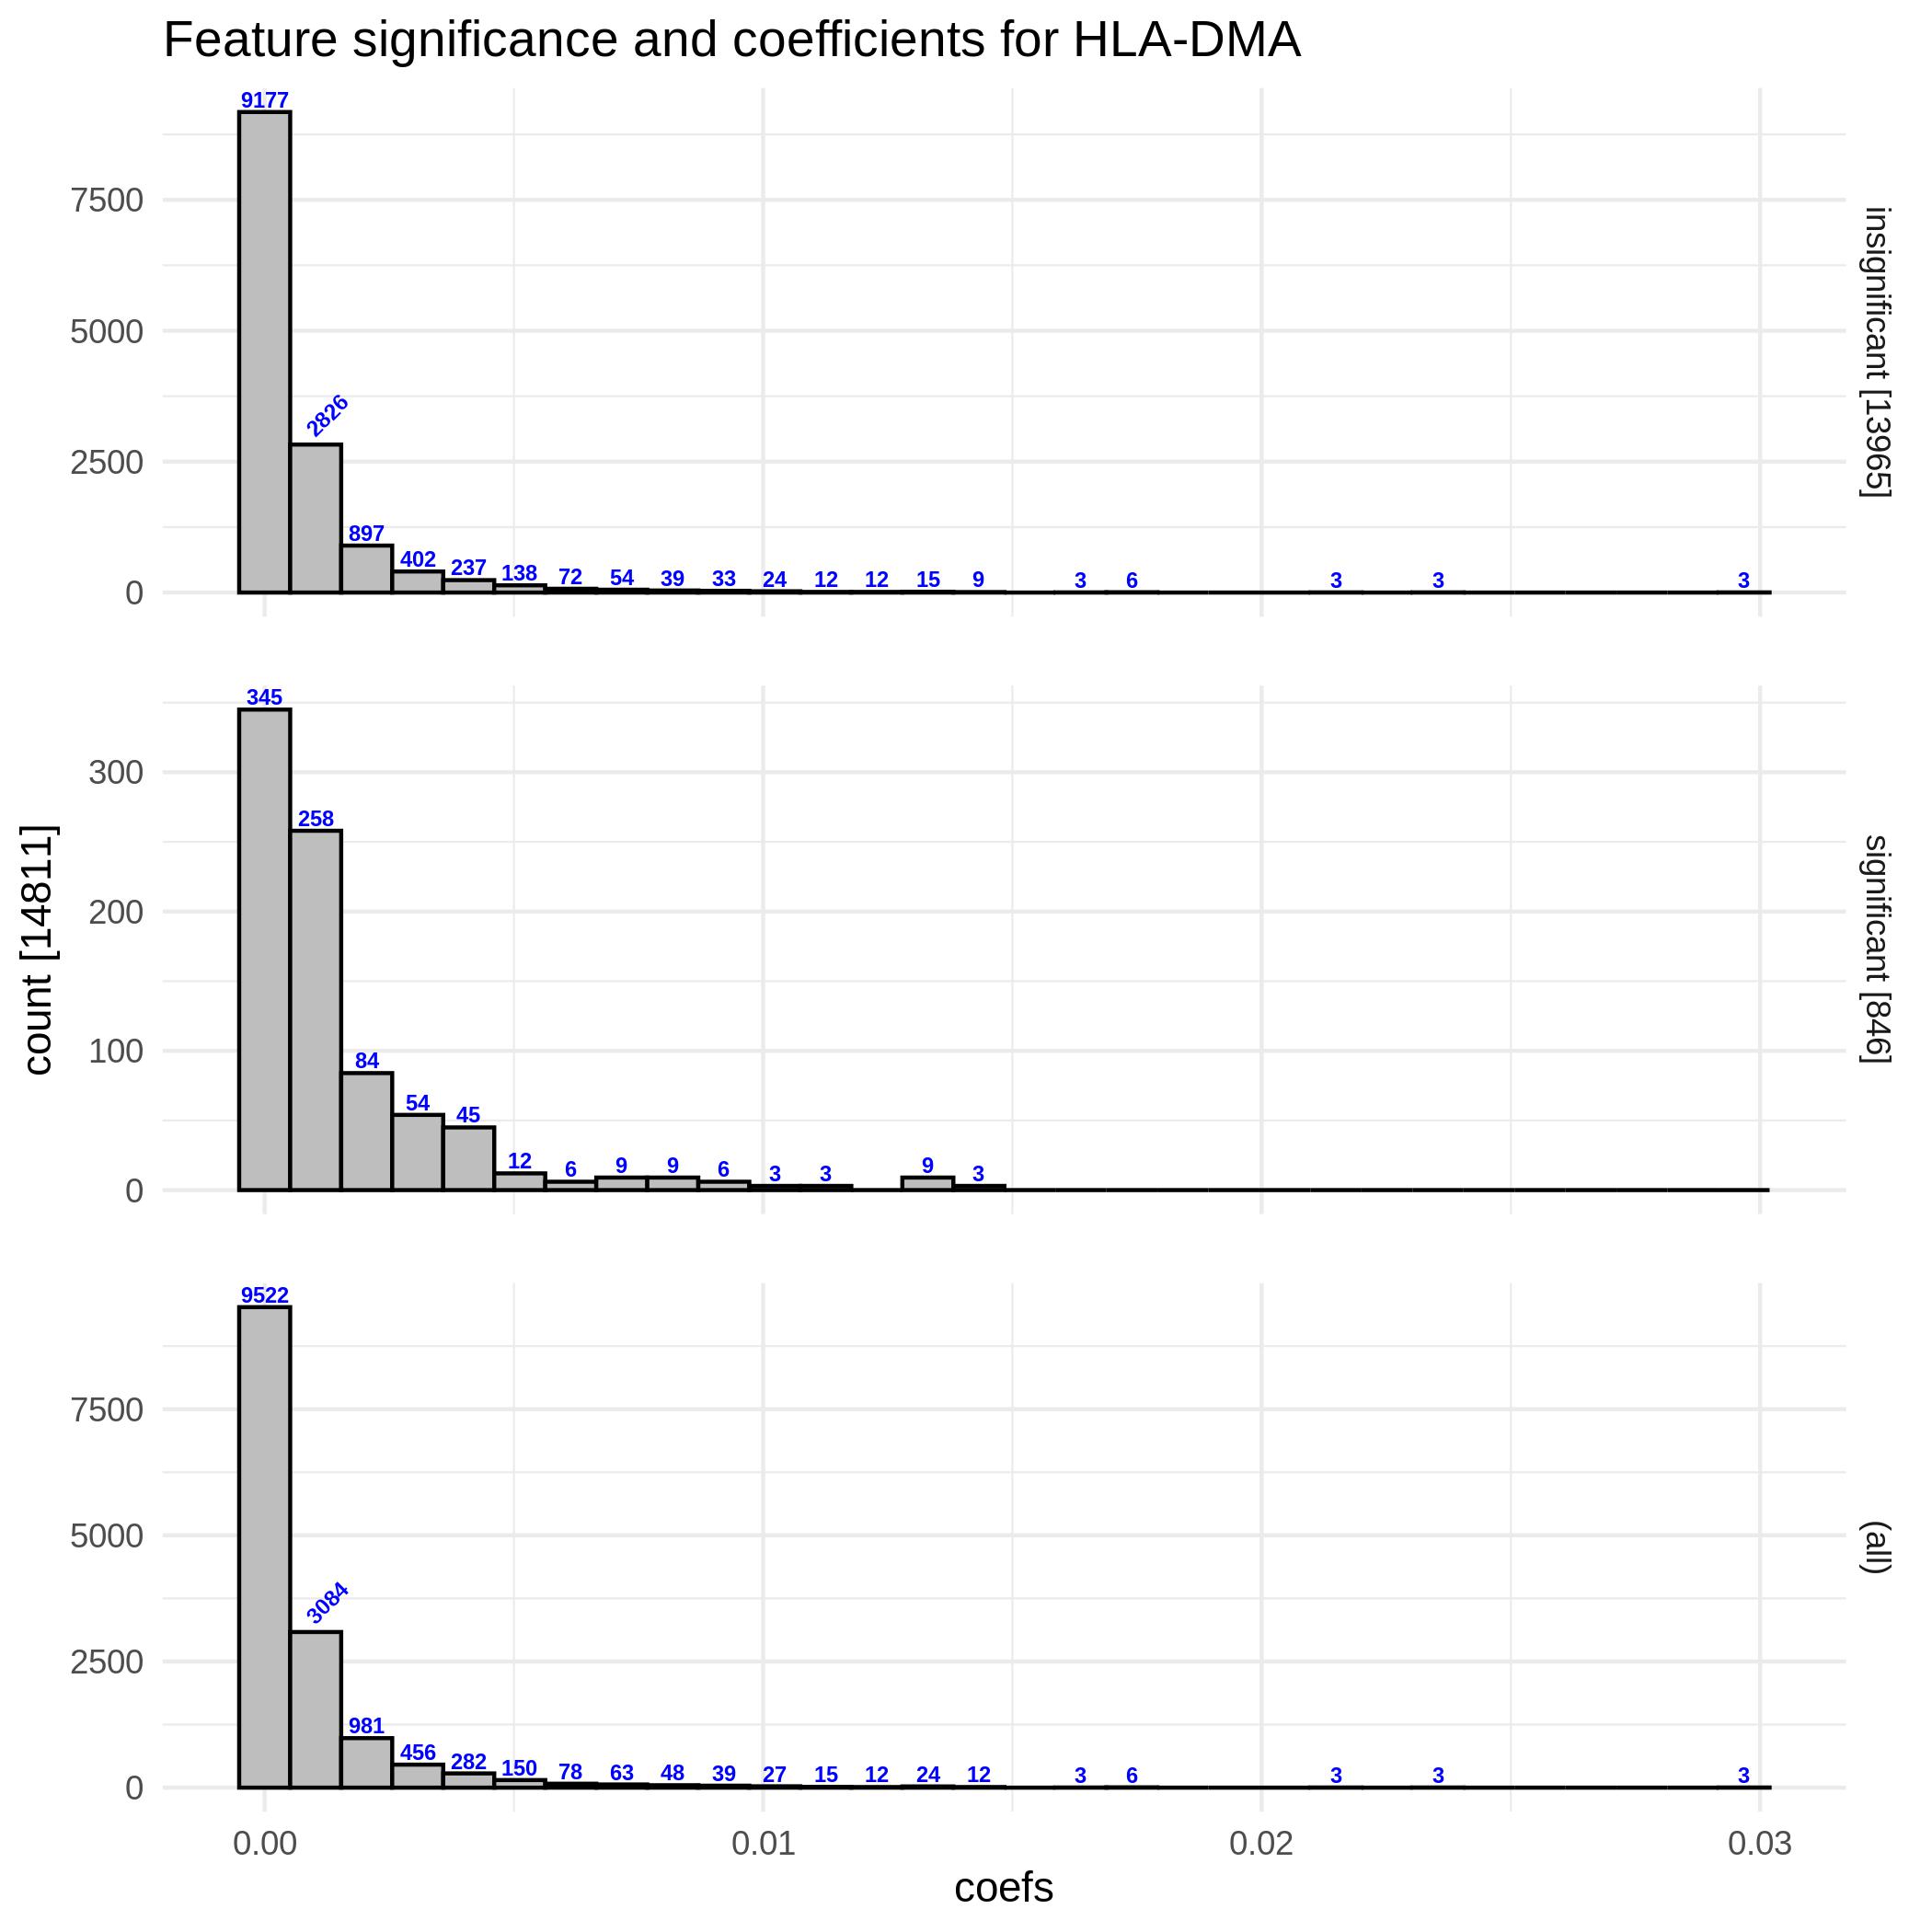 Feature significance and coefficients for HLA-DMA
9177
7500
5000
2826
2500
897
402 237 138 72 54 39 33 24 12 12 15 9 3 6 3 3 3
0
insignificant [13965]
345
300
258
200
100
84
54
45
12 6 9 9 6 3 3 9 3
0
significant [846]
count [14811]
9522
7500
5000
3084
2500
981
456 282 150 78 63 48 39 27 15 12 24 12 3 6 3 3 3
0
(all)
0.00 0.01 0.02 0.03
coefs